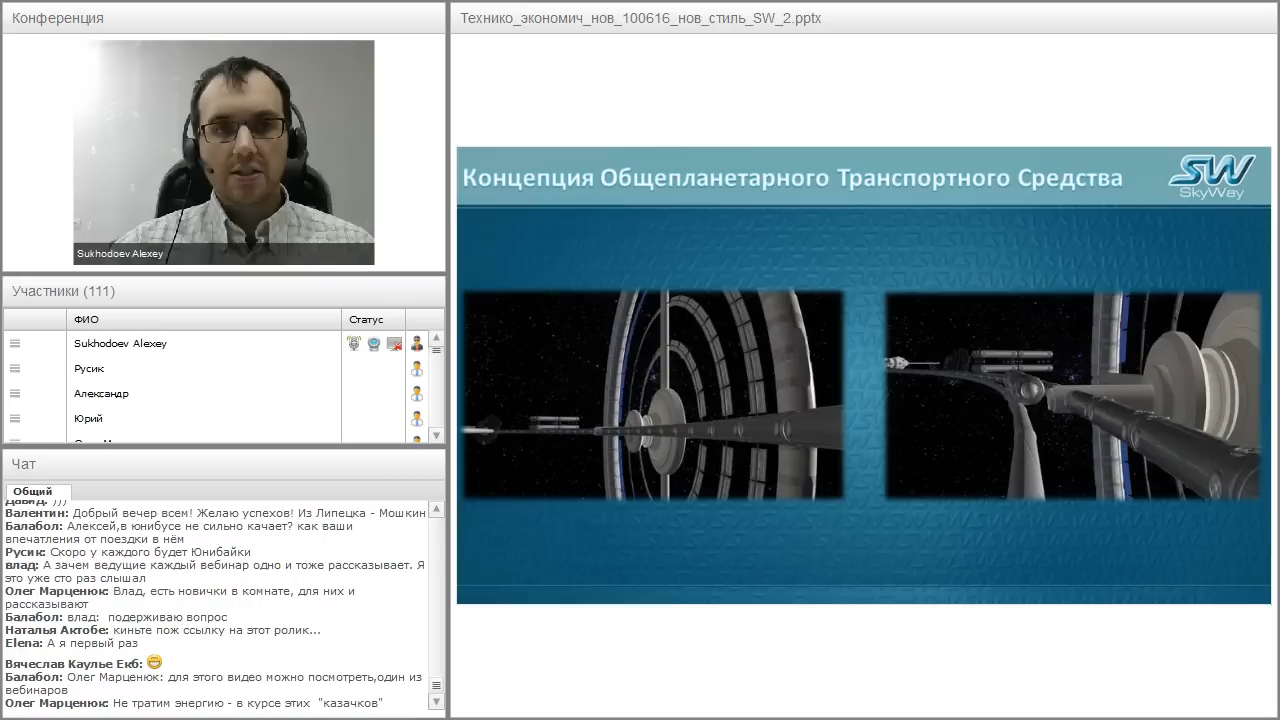 Конференция
Sukhodoev Alexey
Участники (111)
ФИО
Статус
Sukhodoev Alexey
Русик
Александр
Юрий
Чат
Общий
Давид: )))
Валентин: Добрый вечер всем! Желаю успехов! Из Липецка - Мошкин
Балабол: Алексей,в юнибусе не сильно качает? как ваши
впечатления от поездки в нём
Русик: Скоро у каждого будет Юнибайки
влад: А зачем ведущие каждый вебинар одно и тоже рассказывает. Я
это уже сто раз слышал
Олег Марценюк: Влад, есть новички в комнате, для них и
рассказывают
Балабол: влад:  подерживаю вопрос
Наталья Актобе: киньте пож ссылку на этот ролик...
Elena: А я первый раз
Вячеслав Каулье Екб:
Балабол: Олег Марценюк: для этого видео можно посмотреть,один из
вебинаров
Олег Марценюк: Не тратим энергию - в курсе этих  "казачков"
Технико_экономич_нов_100616_нов_стиль_SW_2.pptx
Концепция Общепланетарного Транспортного Средства
SW
SkyWay